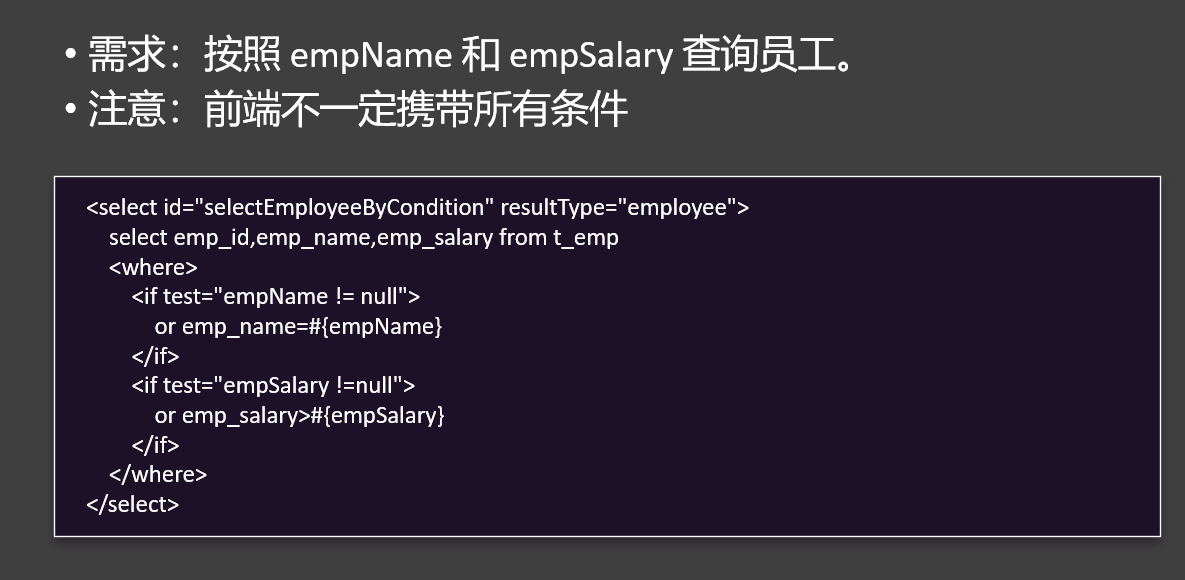 • 需求：按照 empName 和 empSalary 查询员工。
• 注意：前端不一定携带所有条件
<select id="selectEmployeeByCondition" resultType="employee">
select emp_id,emp_name,emp_salary from t_emp
<where>
<if test="empName != null">
or emp_name=#{empName}
</if>
<if test="empSalary !=null">
or emp_salary>#{empSalary}
</if>
</where>
</select>